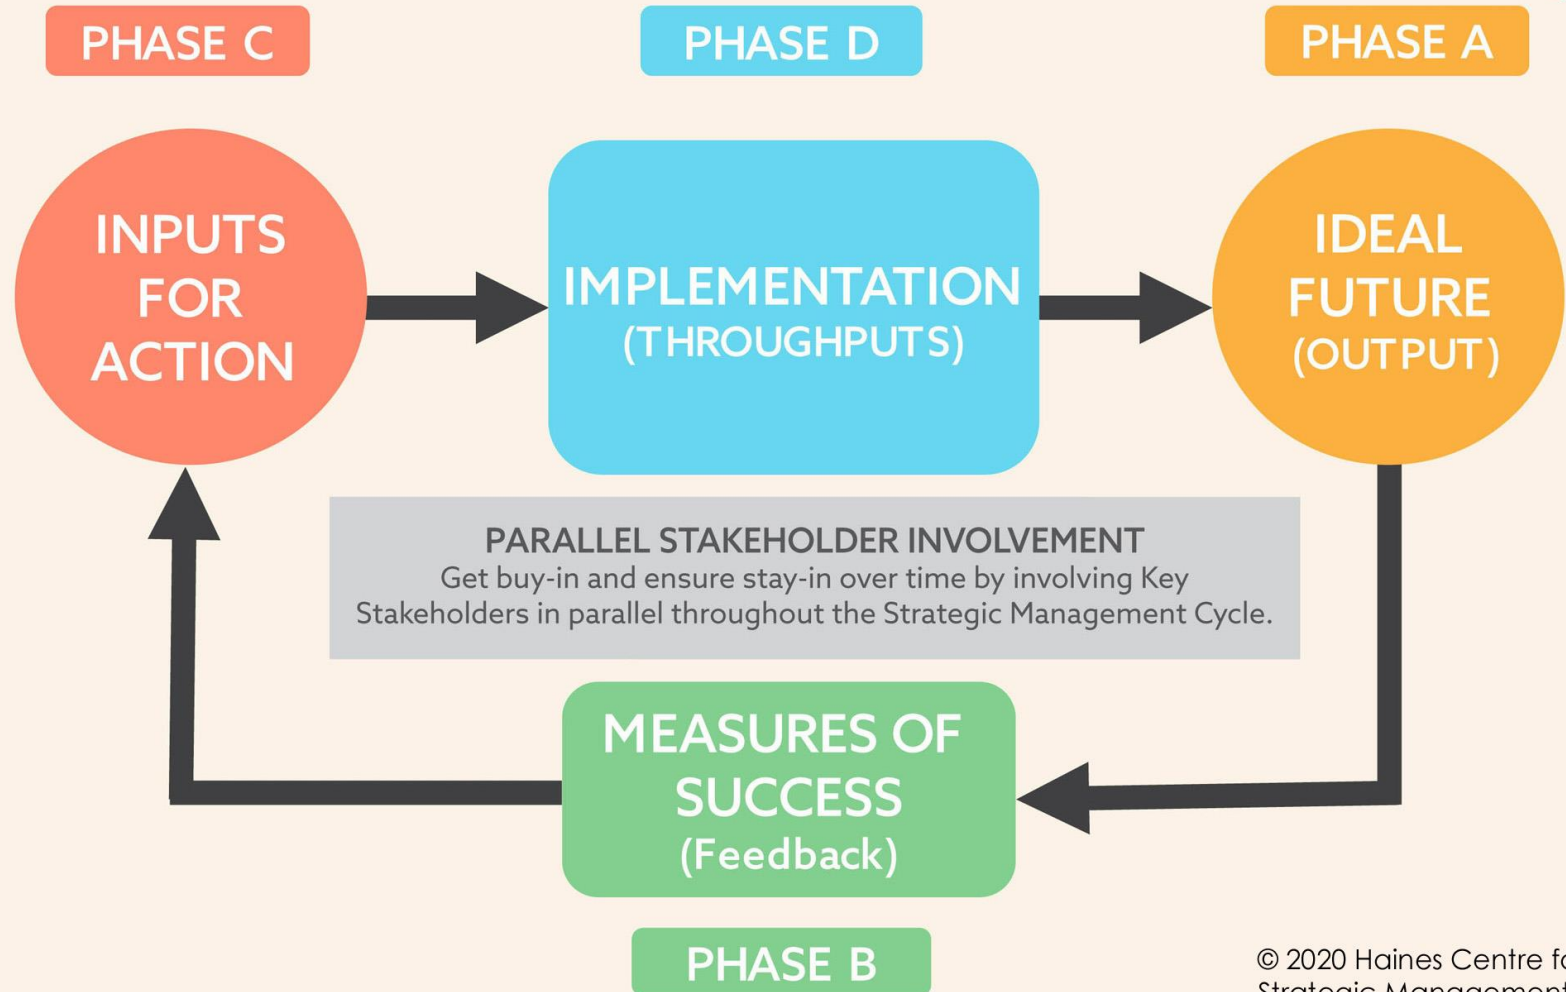 PHASE C
PHASE D
PHASE A
INPUTS
FOR
ACTION
IMPLEMENTATION
(THROUGHPUTS)
IDEAL
FUTURE
(OUTPUT)
PARALLEL STAKEHOLDER INVOLVEMENT
Get buy-in and ensure stay-in over time by involving Key
Stakeholders in parallel throughout the Strategic Management Cycle.
MEASURES OF
SUCCESS
(Feedback)
PHASE B
© 2020 Haines Centre
Strategic Management